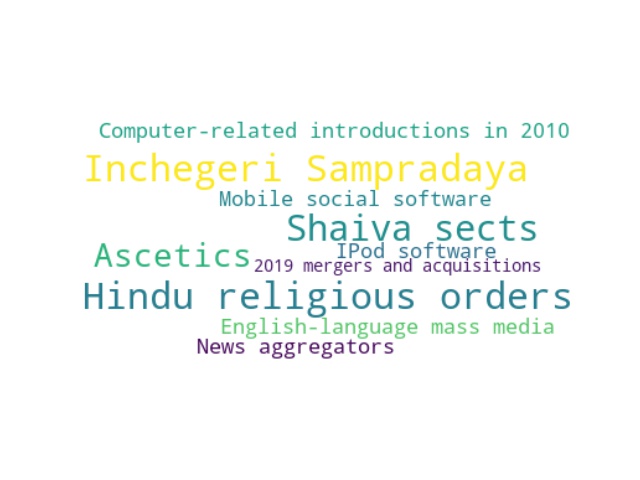 Computer-related introductions in 2010
Inchegeri Sampradaya
Mobile social software
Shaiva sects
IPod software
Ascetics
2019 mergers and acquisitions
Hindu religious orders
English-language mass media
News aggregators